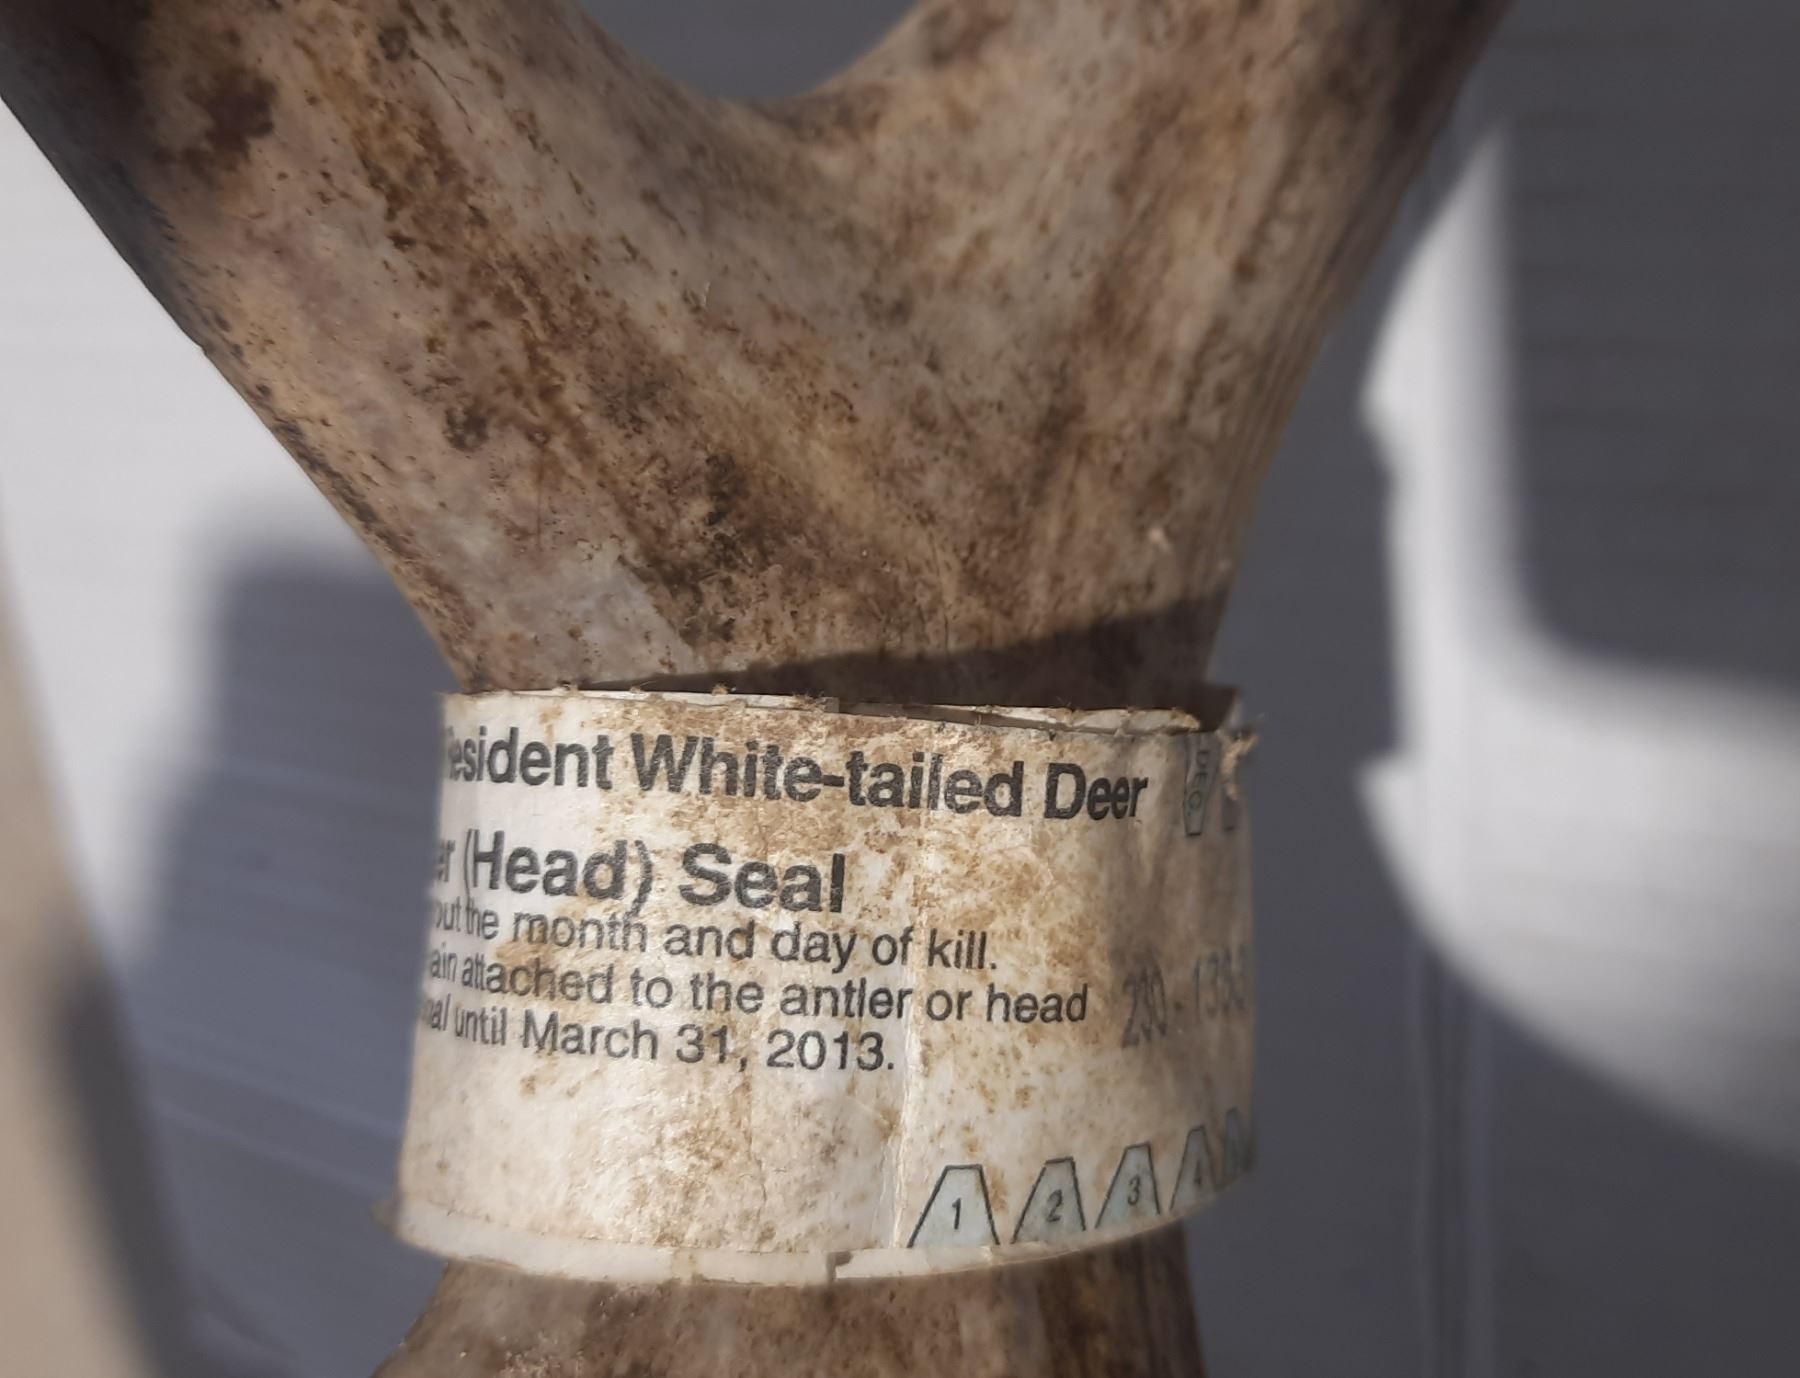 esident White-tailed Deer
er (Head) Seal
out the month and day of kill.
ain attached to the antler or head
mal until March 31, 2013.
1 2 3 4